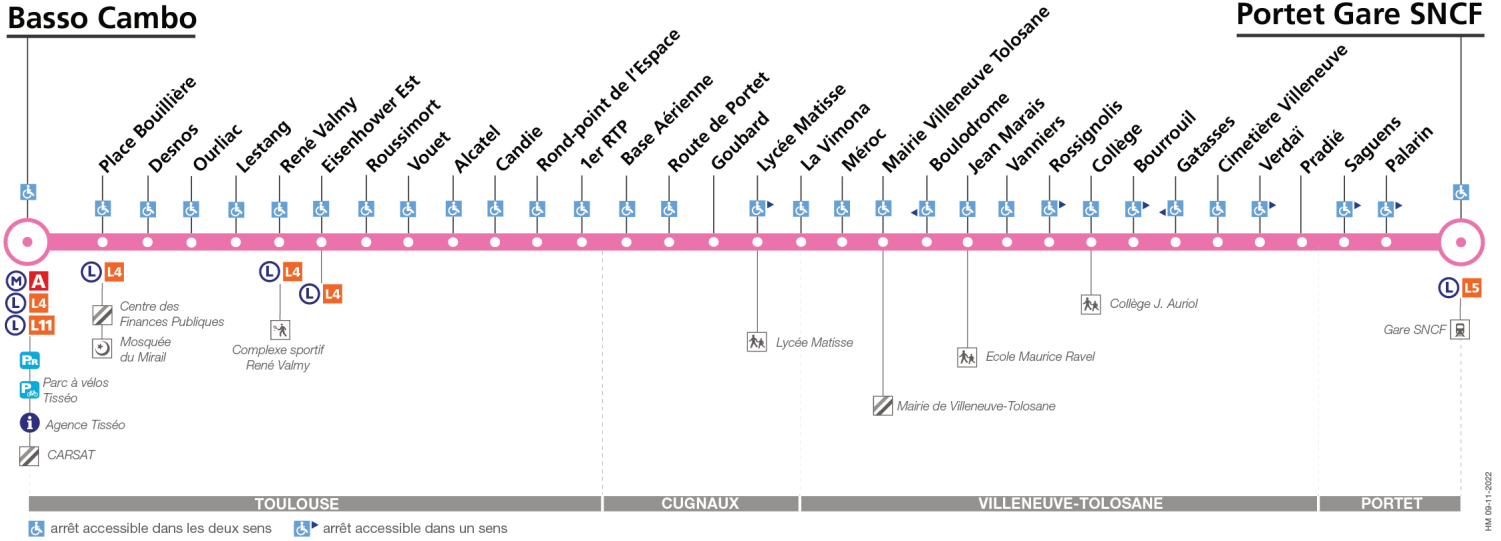 Basso Cambo
Portet Gare SNCF
Place Bouillière
Desnos
Ourliac
Lestang
René Valmy
Eisenhower Est
Roussimort
Vouet
Alcatel
Candie
Rond-point de l'Espace
1er RTP
Base Aérienne
Route de Portet
Goubard
Lycée Matisse
La Vimona
Méroc
Mairie Villeneuve Tolosane
Boulodrome
Jean Marais
Vanniers
Rossignolis
Collège
Bourrouil
Gatasses
Cimetière Villeneuve
Verdaï
Pradié
Saguens
Palarin
M A
L L4
L L11
P+R
P
Parc à vélos
Tisséo
i
Agence Tisséo
CARSAT
L L4
Centre des
Finances Publiques
Mosquée
du Mirail
L L4
Complexe sportif
René Valmy
L L4
Lycée Matisse
Mairie de Villeneuve-Tolosane
Ecole Maurice Ravel
Collège J. Auriol
L L5
Gare SNCF
TOULOUSE
CUGNAUX
VILLENEUVE-TOLOSANE
PORTET
arrêt accessible dans les deux sens
arrêt accessible dans un sens
HM 09-11-2022